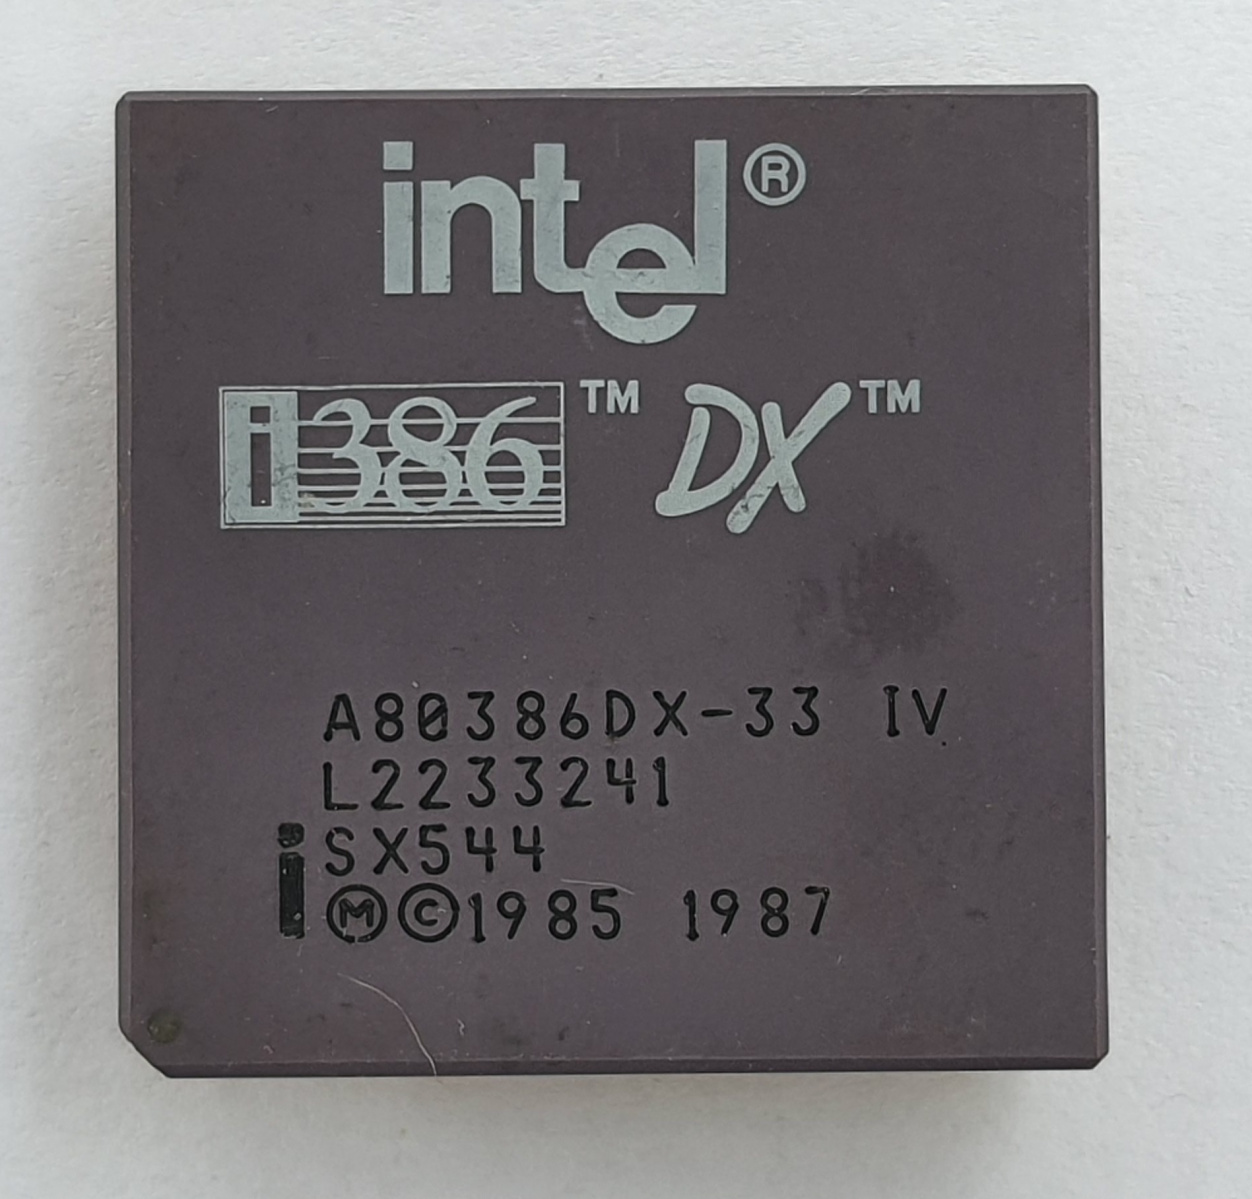 intel®
i386™ DX™
A80386DX-33 IV
L2233241
SX544
Ⓜ ©1985 1987